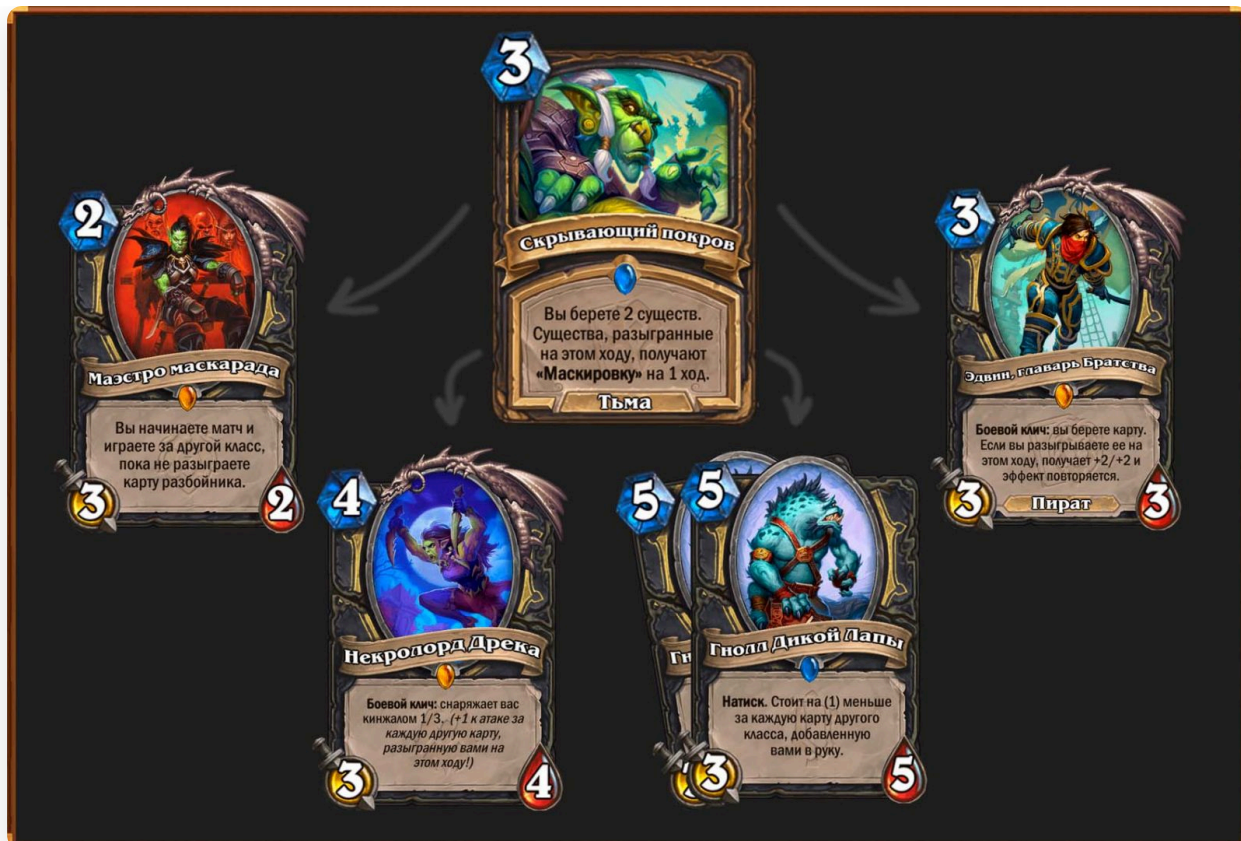 3
Скрывающий покров
Вы берете 2 существ.
Существа, разыгранные
на этом ходу, получают
«Маскировку» на 1 ход.
Тьма
2
Маэстро маскарада
Вы начинаете матч и
играете за другой класс,
пока не разыграете
карту разбойника.
3
2
4
Некролорд Дрека
Боевой клич: снаряжает вас
кинжалом 1/3. (+1 к атаке за
каждую другую карту,
разыгранную вами на
этом ходу!)
3
4
5
5
Гнолл Дикой Лапы
Натиск. Стоит на (1) меньше
за каждую карту другого
класса, добавленную
вами в руку.
3
5
3
Эдвин, главарь Братства
Боевой клич: вы берете карту.
Если вы разыгрываете ее на
этом ходу, получает +2/+2 и
эффект повторяется.
Пират
3
3